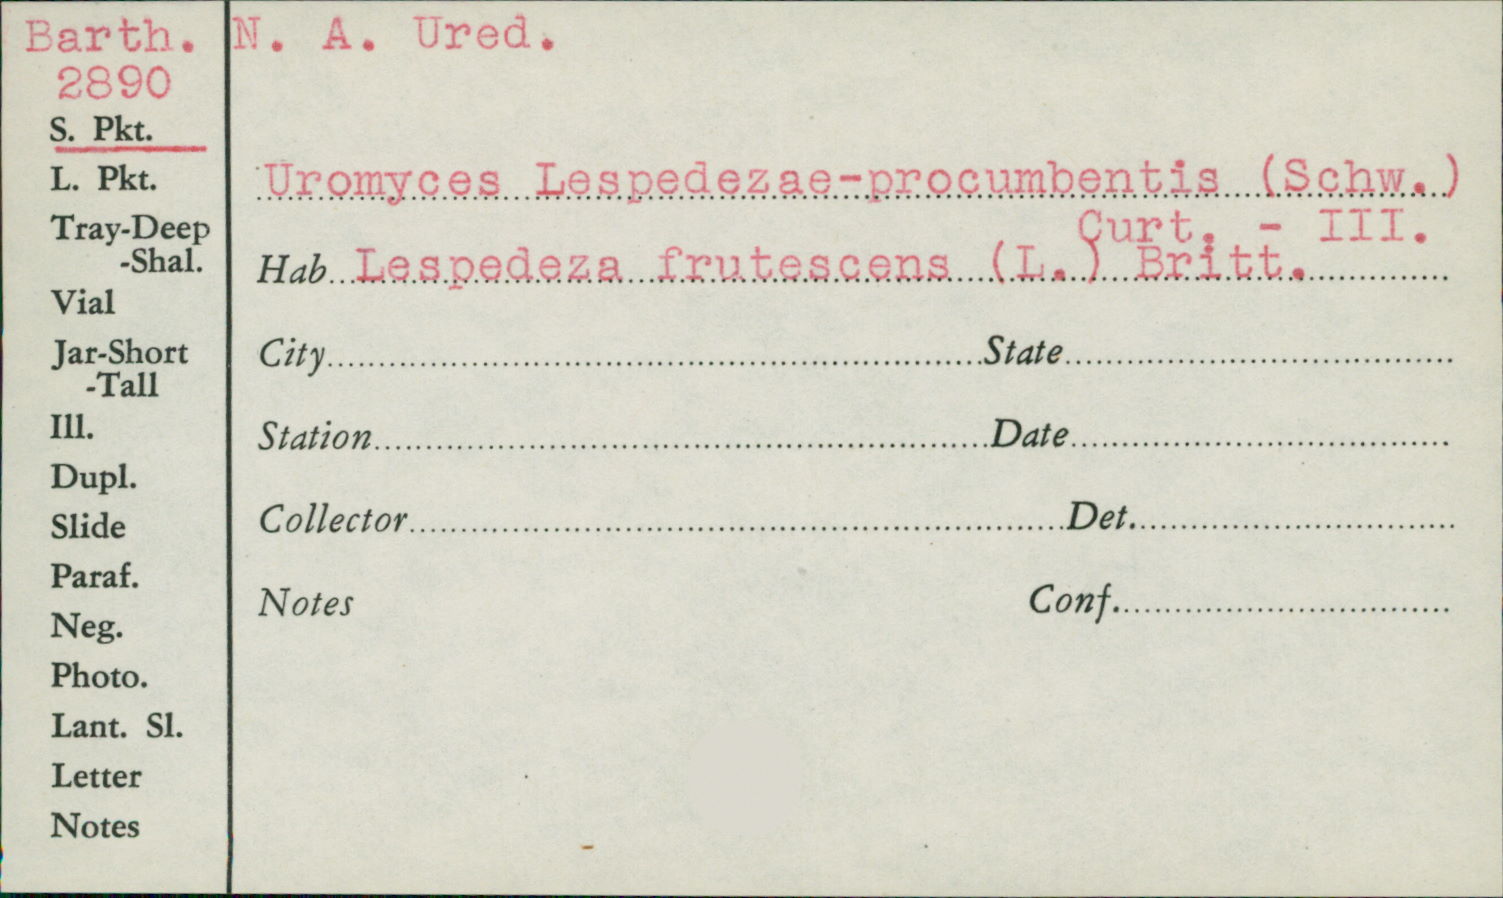 Barth. N. A. Ured.
2890
S. Pkt.
L. Pkt.
Tray-Deep
-Shal.
Vial
Jar-Short
-Tall
Ill.
Dupl.
Slide
Paraf.
Neg.
Photo.
Lant. Sl.
Letter
Notes
Uromyces Lespedezae-procumbentis (Schw.)
Curt. - III.
Hab Lespedeza frutescens (L.) Britt.
City State
Station Date
Collector Det.
Notes Conf.